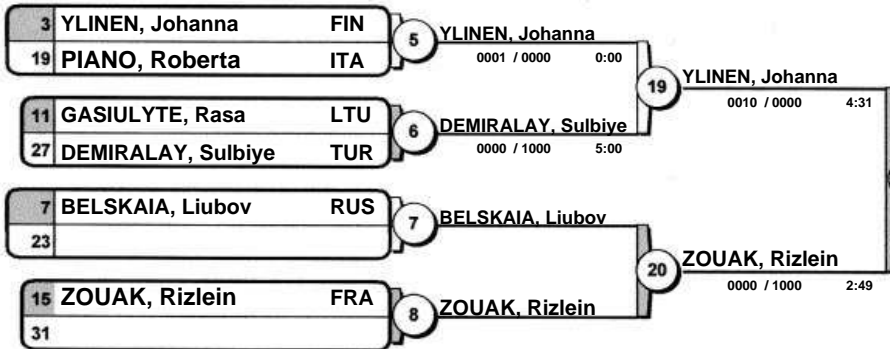 3 YLINEN, Johanna FIN
19 PIANO, Roberta ITA
5
YLINEN, Johanna
0001 / 0000 0:00
11 GASIULYTE, Rasa LTU
27 DEMIRALAY, Sulbiye TUR
6
DEMIRALAY, Sulbiye
0000 / 1000 5:00
19
YLINEN, Johanna
0010 / 0000 4:31
7 BELSKAIA, Liubov RUS
23
7
BELSKAIA, Liubov
15 ZOUAK, Rizlein FRA
31
8
ZOUAK, Rizlein
20
ZOUAK, Rizlein
0000 / 1000 2:49